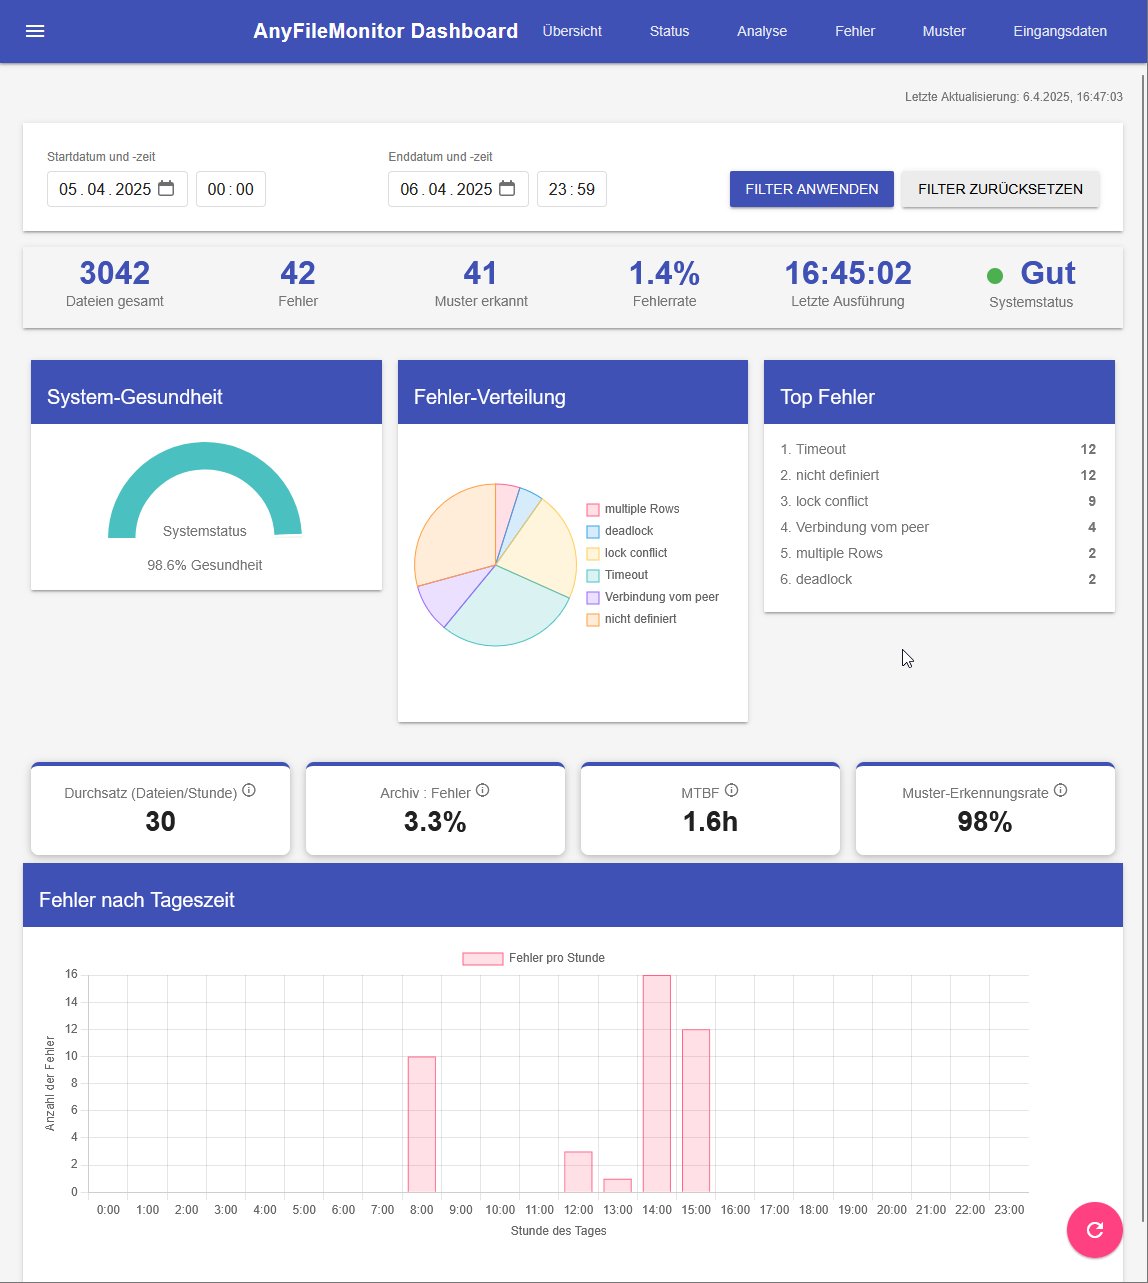 AnyFileMonitor Dashboard Übersicht Status Analyse Fehler Muster Eingangsdaten
Letzte Aktualisierung: 6.4.2025, 16:47:03
Startdatum und -zeit
05.04.2025 00:00
Enddatum und -zeit
06.04.2025 23:59
FILTER ANWENDEN
FILTER ZURÜCKSETZEN
3042
Dateien gesamt
42
Fehler
41
Muster erkannt
1.4%
Fehlerrate
16:45:02
Letzte Ausführung
Gut
Systemstatus
System-Gesundheit
Systemstatus
98.6% Gesundheit
Fehler-Verteilung
multiple Rows
deadlock
lock conflict
Timeout
Verbindung vom peer
nicht definiert
Top Fehler
1. Timeout 12
2. nicht definiert 12
3. lock conflict 9
4. Verbindung vom peer 4
5. multiple Rows 2
6. deadlock 2
Durchsatz (Dateien/Stunde)
30
Archiv : Fehler
3.3%
MTBF
1.6h
Muster-Erkennungsrate
98%
Fehler nach Tageszeit
Fehler pro Stunde
Anzahl der Fehler
16
14
12
10
8
6
4
2
0
0:00 1:00 2:00 3:00 4:00 5:00 6:00 7:00 8:00 9:00 10:00 11:00 12:00 13:00 14:00 15:00 16:00 17:00 18:00 19:00 20:00 21:00 22:00 23:00
Stunde des Tages